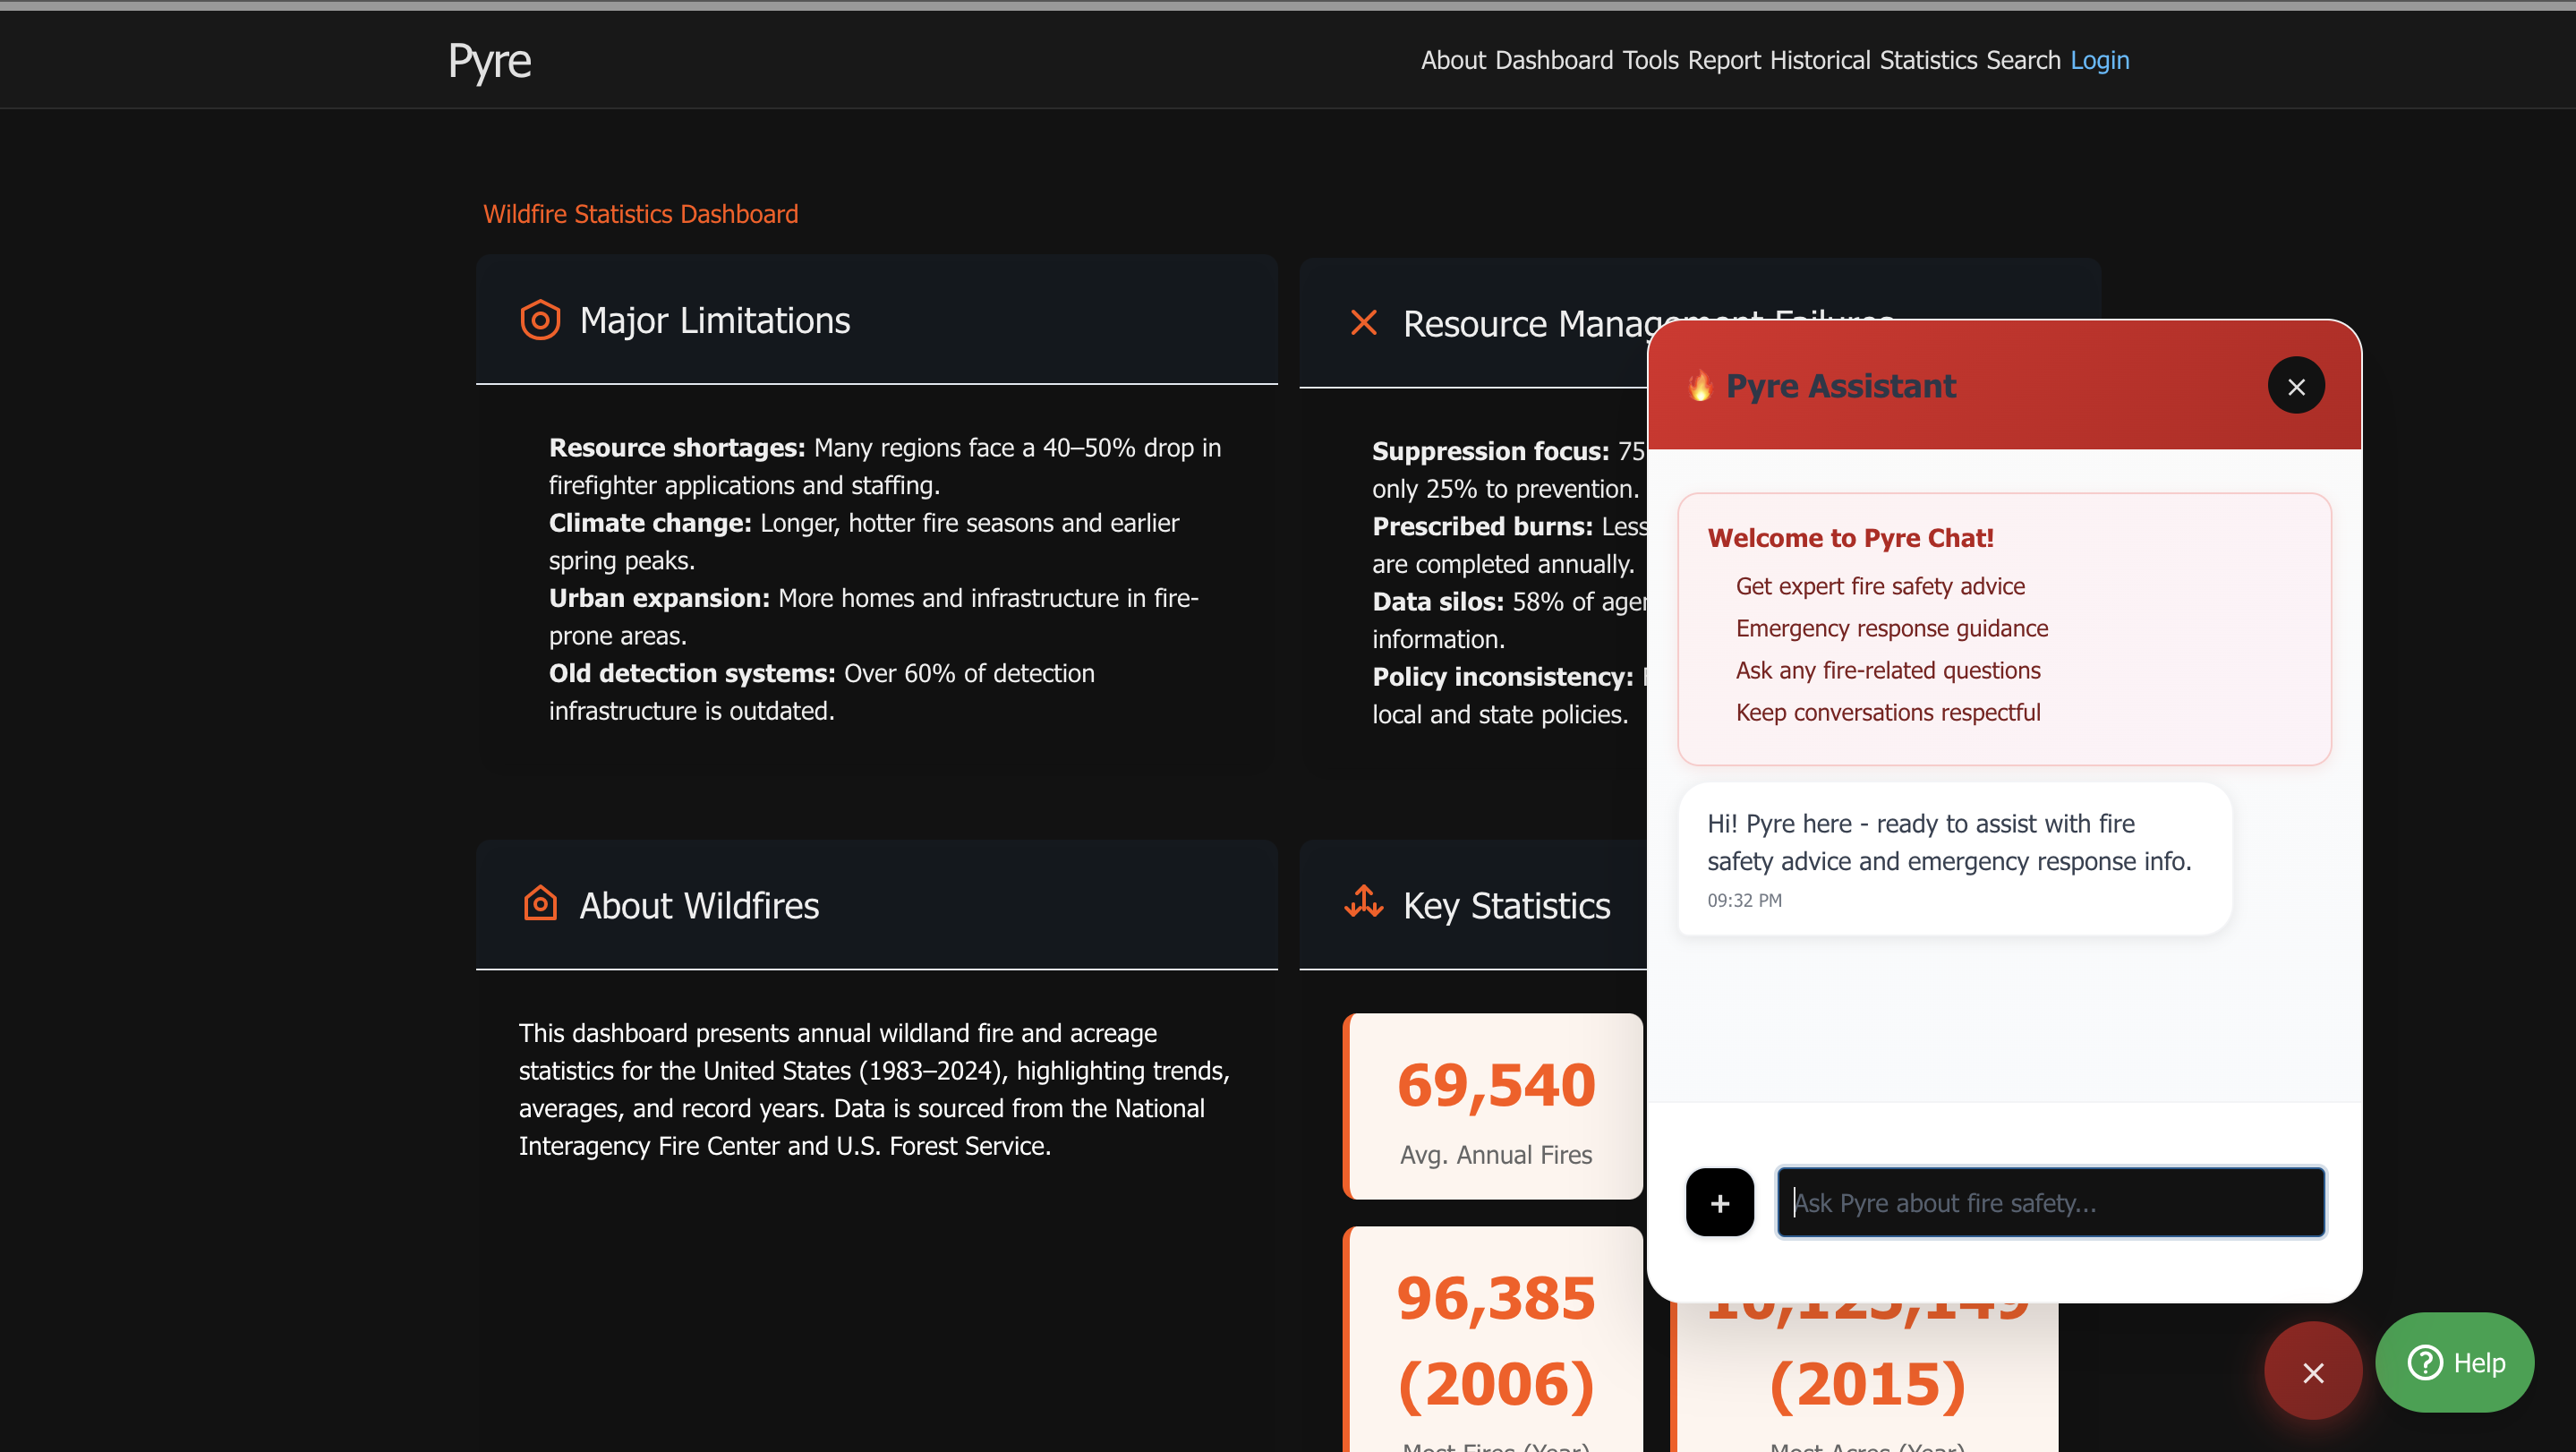 Pyre
About Dashboard Tools Report Historical Statistics Search Login
Wildfire Statistics Dashboard
Major Limitations
Resource shortages: Many regions face a 40–50% drop in
firefighter applications and staffing.
Climate change: Longer, hotter fire seasons and earlier
spring peaks.
Urban expansion: More homes and infrastructure in fire-
prone areas.
Old detection systems: Over 60% of detection
infrastructure is outdated.
Resource Management Failures
Suppression focus: 75
only 25% to prevention.
Prescribed burns: Less
are completed annually.
Data silos: 58% of
information.
Policy inconsistency:
local and state policies.
About Wildfires
This dashboard presents annual wildland fire and acreage
statistics for the United States (1983–2024), highlighting trends,
averages, and record years. Data is sourced from the National
Interagency Fire Center and U.S. Forest Service.
Key Statistics
69,540
Avg. Annual Fires
96,385
(2006)
Most Fires (Year)
(2015)
Most Acres (Year)
🔥 Pyre Assistant
Welcome to Pyre Chat!
Get expert fire safety advice
Emergency response guidance
Ask any fire-related questions
Keep conversations respectful
Hi! Pyre here - ready to assist with fire
safety advice and emergency response info.
09:32 PM
Ask Pyre about fire safety...
Help